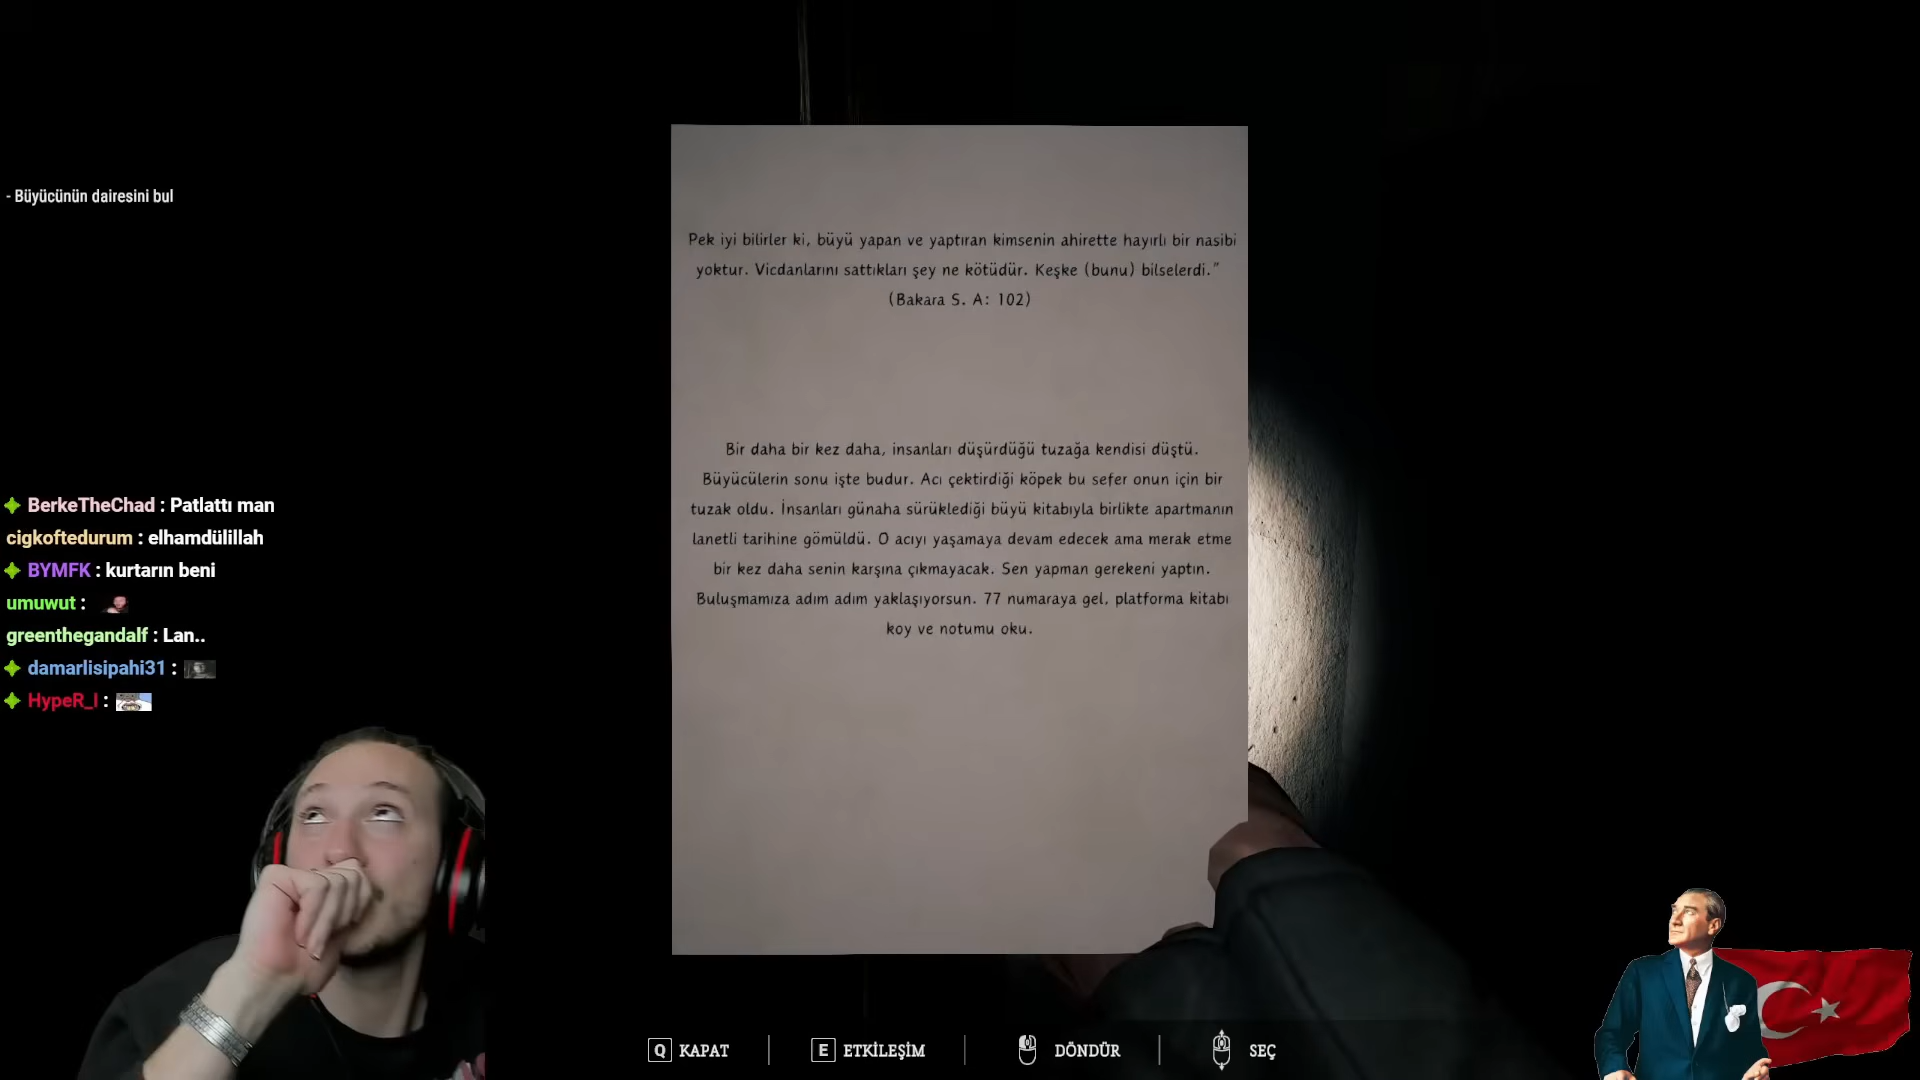 - Büyücünün dairesini bul
Pek iyi bilirler ki, büyü yapan ve yaptıran kimsenin ahirette hayırlı bir nasibi
yoktur. Vicdanlarını sattıkları şey ne kötüdür. Keşke (bunu) bilselerdi."
(Bakara S. A: 102)
Bir daha bir kez daha, insanları düşürdüğü tuzağa kendisi düştü.
Büyücülerin sonu işte budur. Acı çektirdiği köpek bu sefer onun için bir
tuzak oldu. İnsanları günaha sürüklediği büyü kitabıyla birlikte apartmanın
lanetli tarihine gömüldü. O acıyı yaşamaya devam edecek ama merak etme
bir kez daha senin karşına çıkmayacak. Sen yapman gerekeni yaptın.
Buluşmamıza adım adım yaklaşıyorsun. 77 numaraya gel, platforma kitabı
koy ve notumu oku.
BerkeTheChad : Patlattı man
cigkoftedurum : elhamdülillah
BYMFK : kurtarın beni
umuwut :
greenthegandalf : Lan..
damarlisipahi31 :
HypeR_I :
Q KAPAT
E ETKİLEŞİM
DÖNDÜR
SEÇ